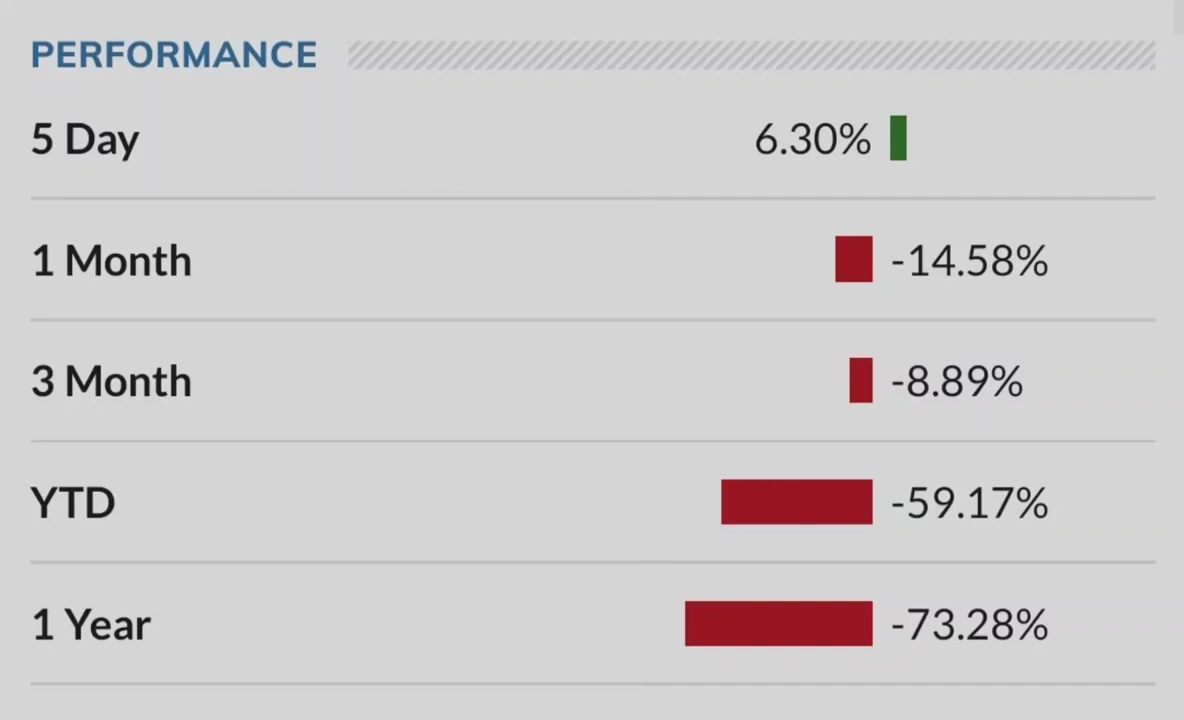 PERFORMANCE
5 Day 6.30%
1 Month -14.58%
3 Month -8.89%
YTD -59.17%
1 Year -73.28%